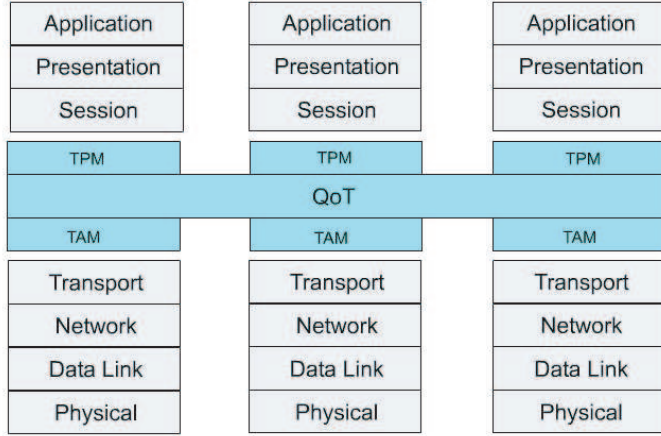 Application Application Application
Presentation Presentation Presentation
Session Session Session
TPM TPM TPM
QoT
TAM TAM TAM
Transport Transport Transport
Network Network Network
Data Link Data Link Data Link
Physical Physical Physical